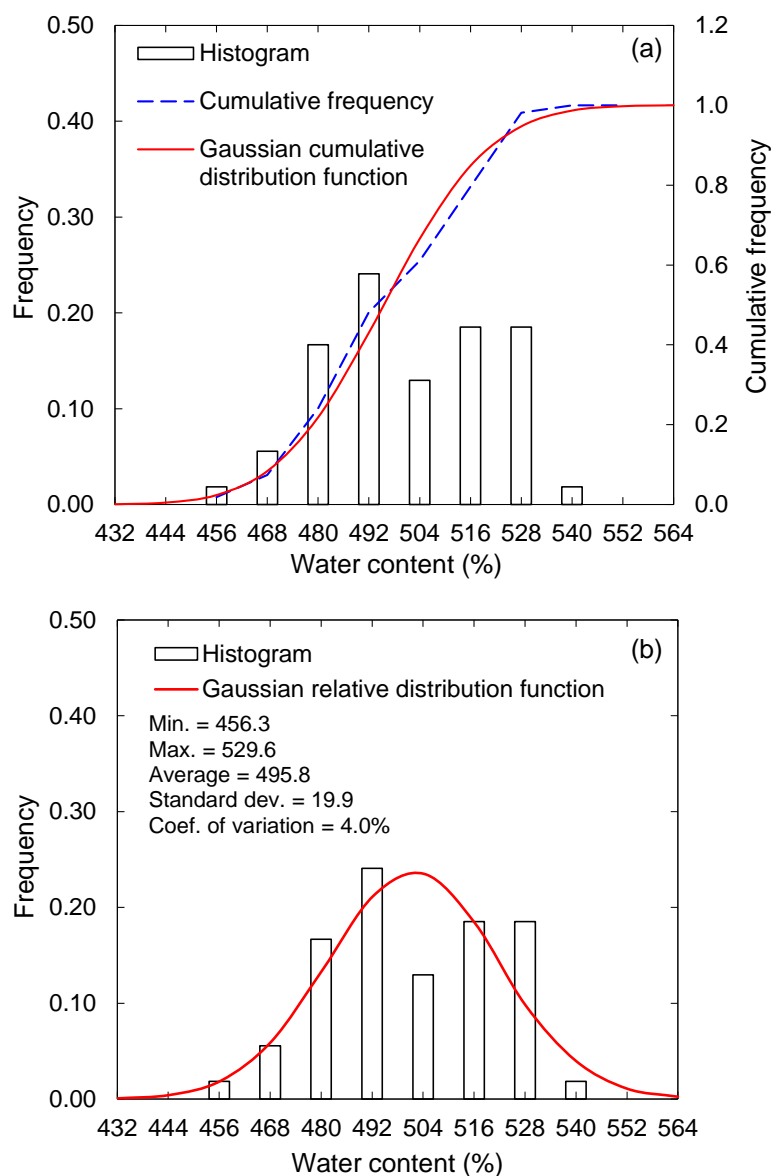 0.50 1.2
(a)
Histogram
Cumulative frequency
Gaussian cumulative
distribution function
0.40 1.0
0.30 0.8
0.6
0.20 0.4
0.10 0.2
0.00 0.0
Frequency
Cumulative frequency
432 444 456 468 480 492 504 516 528 540 552 564
Water content (%)
0.50
(b)
Histogram
Gaussian relative distribution function
0.40
Min. = 456.3
Max. = 529.6
Average = 495.8
Standard dev. = 19.9
Coef. of variation = 4.0%
0.30
0.20
0.10
0.00
Frequency
432 444 456 468 480 492 504 516 528 540 552 564
Water content (%)